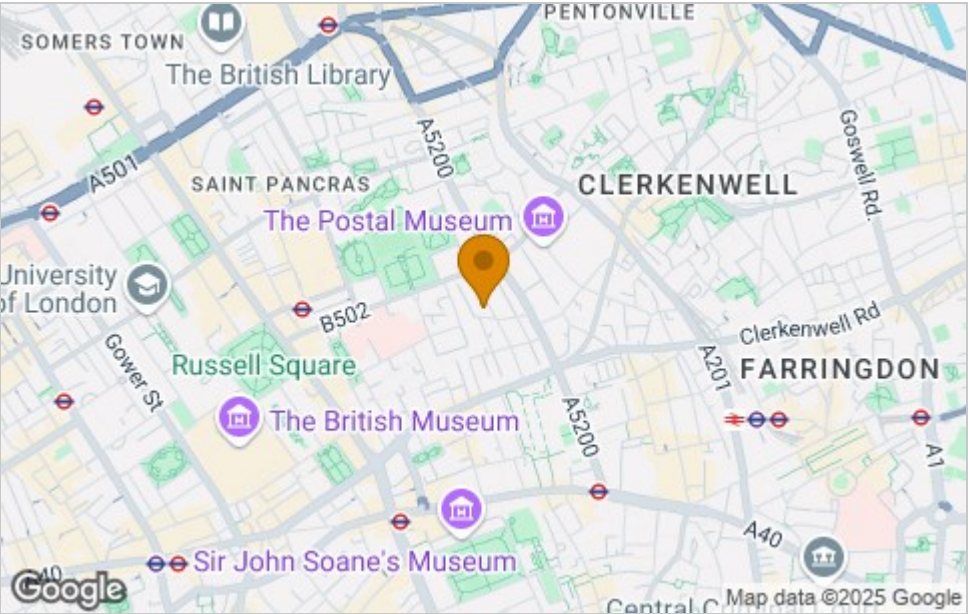 PENTONVILLE
SOMERS TOWN
The British Library
A501
A5200
Goswell Rd.
SAINT PANCRAS
CLERKENWELL
The Postal Museum
University
of London
B502
Clerkenwell Rd
Gower St
Russell Square
A201
FARRINGDON
The British Museum
A5200
A1
A40
Sir John Soane's Museum
A40
Google
Central C
Map data ©2025 Google